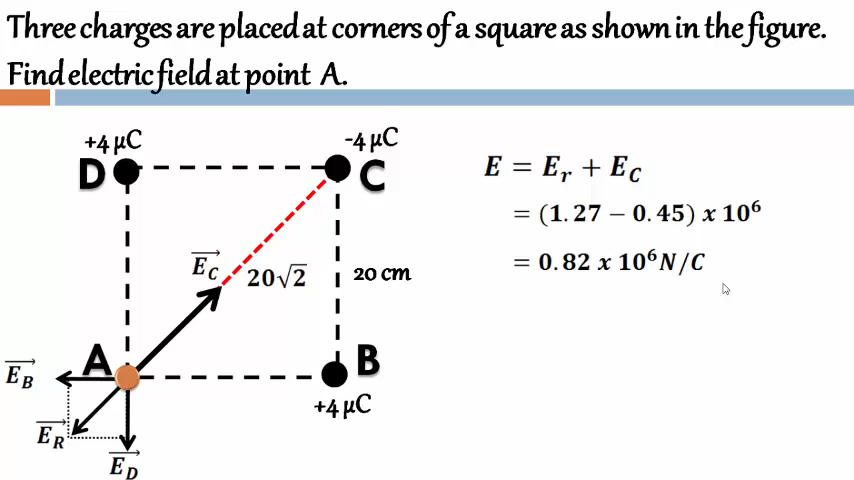 Three charges are placed at corners of a square as shown in the figure.
Find electric field at point A.
+4 μC
-4 μC
D
C
E = E_r + E_C
= (1.27 − 0.45) x 10⁶
= 0.82 x 10⁶ N/C
E_C
20√2
20 cm
A
B
E_B
+4 μC
E_R
E_D